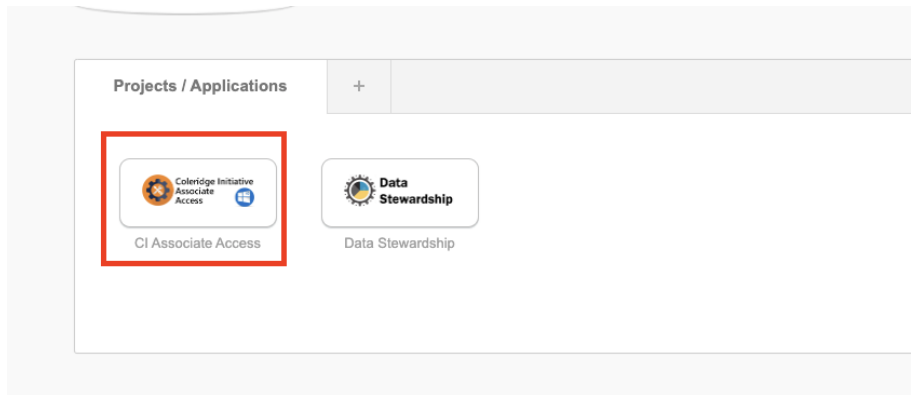 Projects / Applications
+
Coleridge Initiative
Associate
Access
CI Associate Access
Data
Stewardship
Data Stewardship